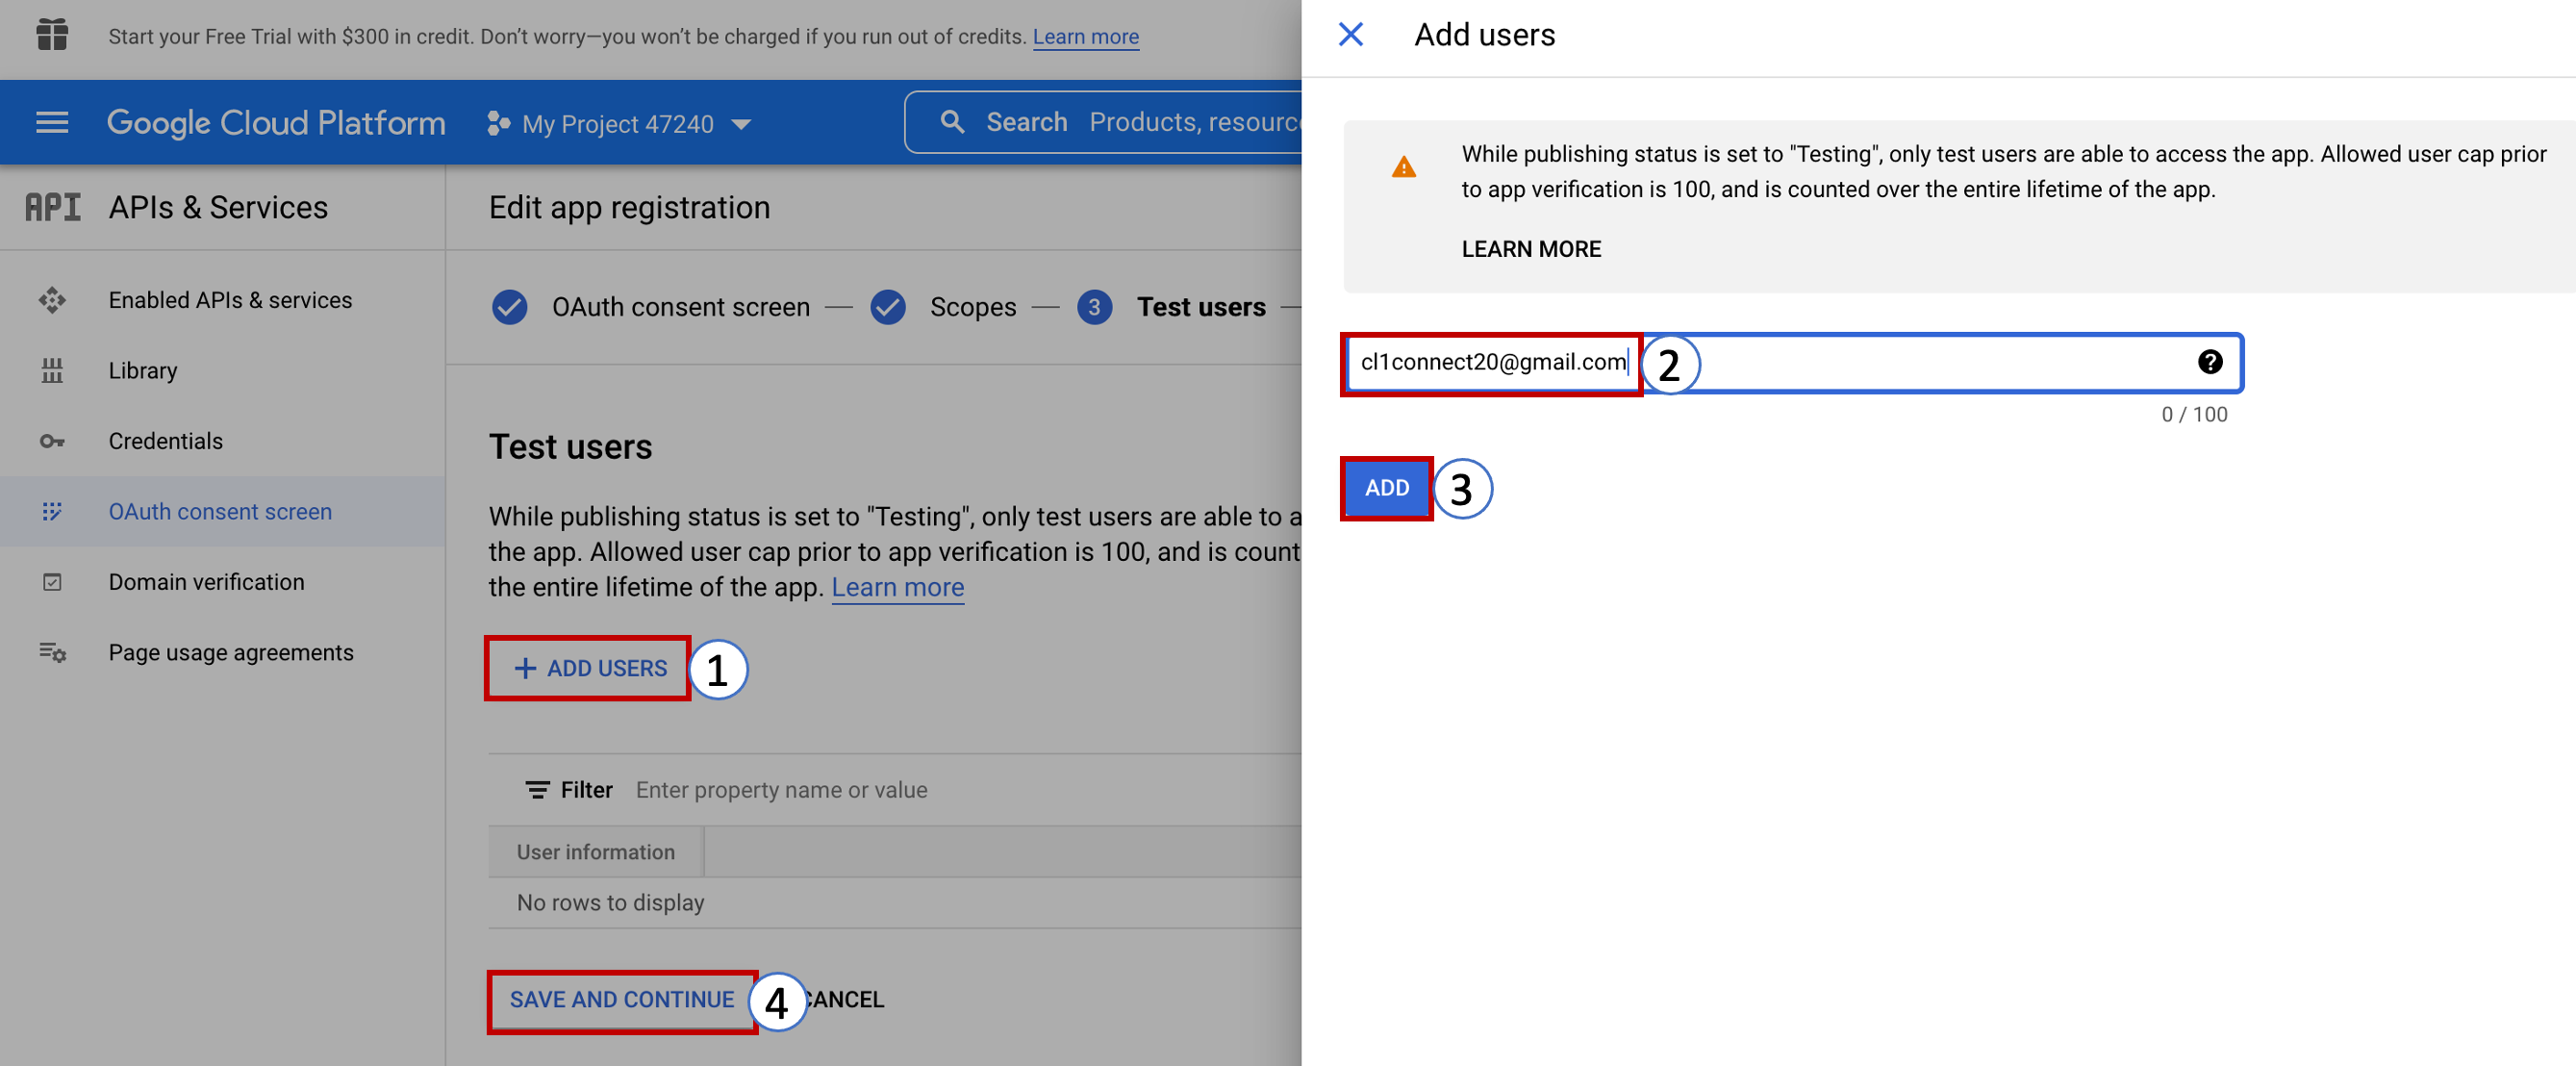 Start your Free Trial with $300 in credit. Don’t worry—you won’t be charged if you run out of credits. Learn more
Google Cloud Platform
My Project 47240
Search Products, resourc
API APIs & Services
Enabled APIs & services
Library
Credentials
OAuth consent screen
Domain verification
Page usage agreements
Edit app registration
OAuth consent screen — Scopes — 3 Test users —
Test users
While publishing status is set to "Testing", only test users are able to a
the app. Allowed user cap prior to app verification is 100, and is count
the entire lifetime of the app. Learn more
+ ADD USERS 1
Filter Enter property name or value
User information
No rows to display
SAVE AND CONTINUE 4 CANCEL
Add users
While publishing status is set to "Testing", only test users are able to access the app. Allowed user cap prior
to app verification is 100, and is counted over the entire lifetime of the app.
LEARN MORE
cl1connect20@gmail.com 2
0 / 100
ADD 3